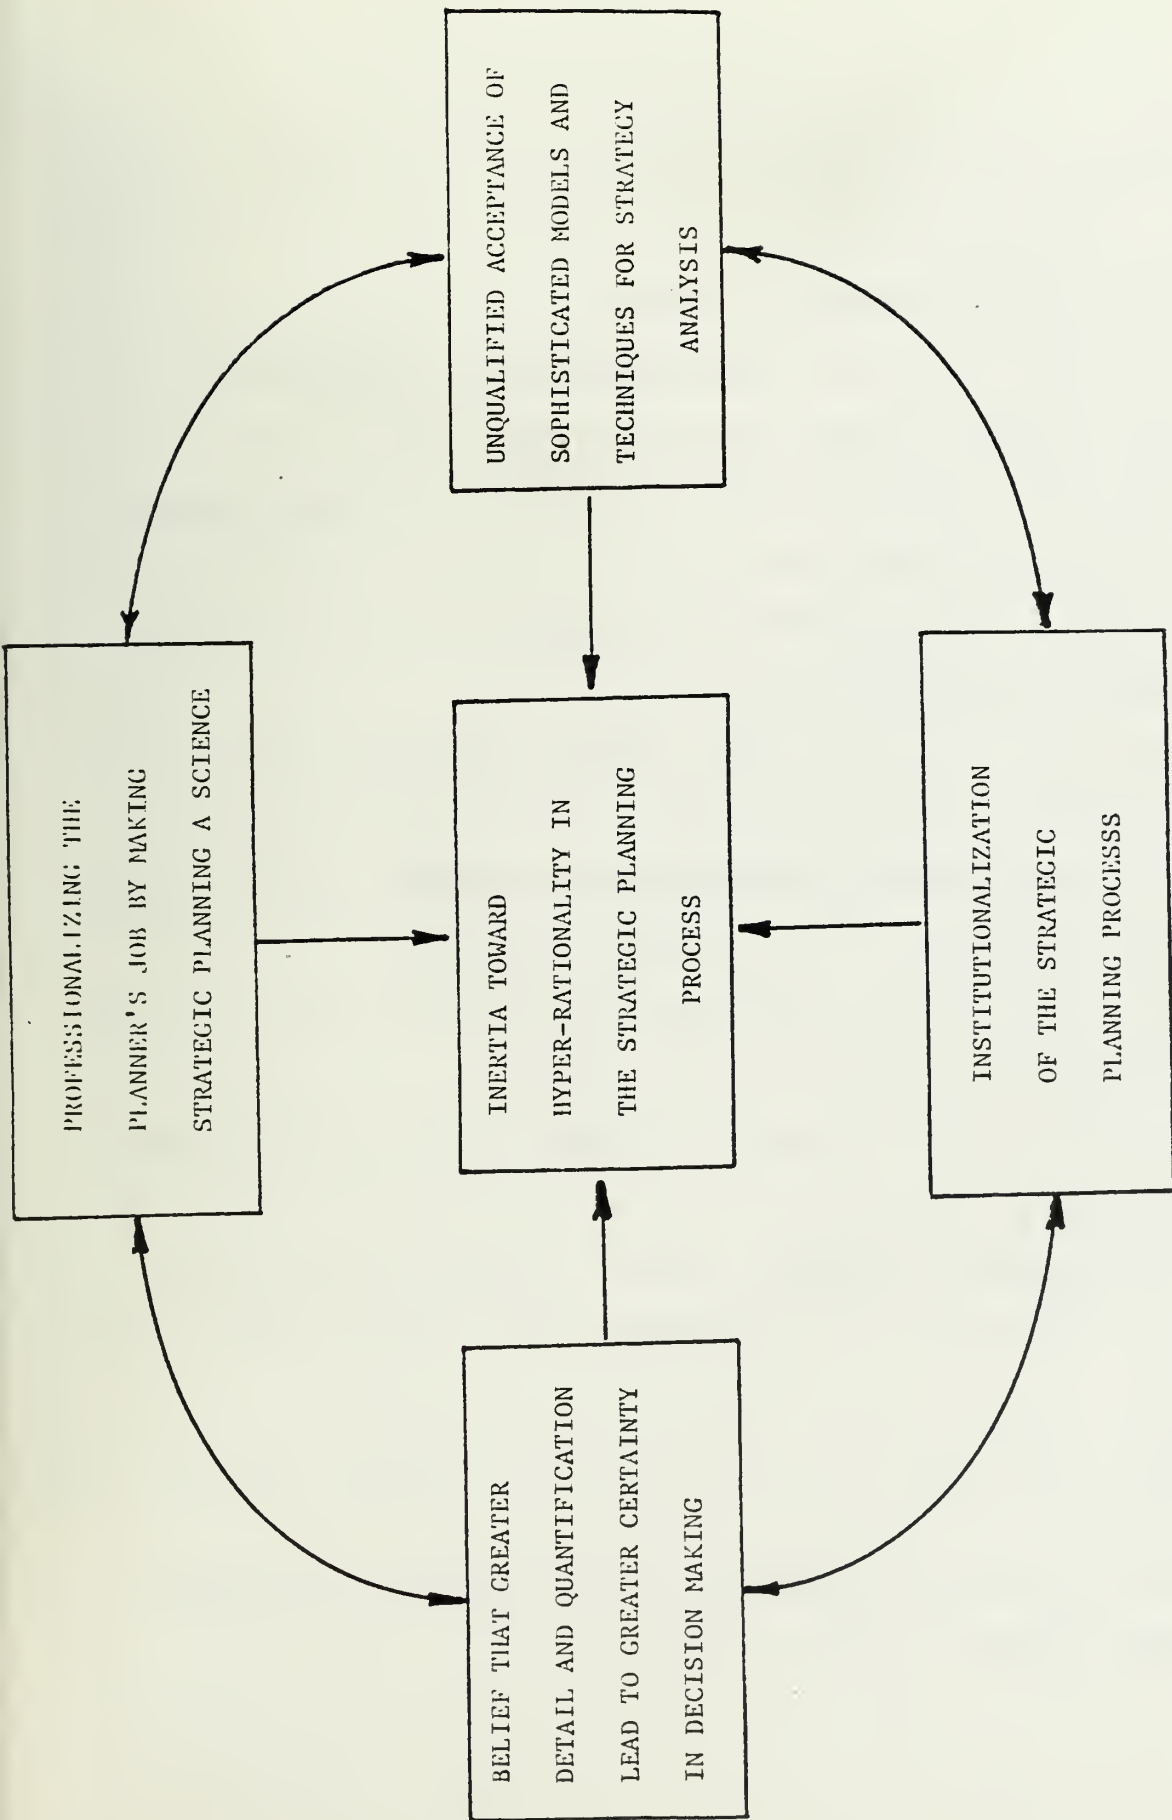 PROFESSIONALIZING THE
PLANNER'S JOB BY MAKING
STRATEGIC PLANNING A SCIENCE
BELIEF THAT GREATER
DETAIL AND QUANTIFICATION
LEAD TO GREATER CERTAINTY
IN DECISION MAKING
INERTIA TOWARD
HYPER-RATIONALITY IN
THE STRATEGIC PLANNING
PROCESS
UNQUALIFIED ACCEPTANCE OF
SOPHISTICATED MODELS AND
TECHNIQUES FOR STRATEGY
ANALYSIS
INSTITUTIONALIZATION
OF THE STRATEGIC
PLANNING PROCESSS